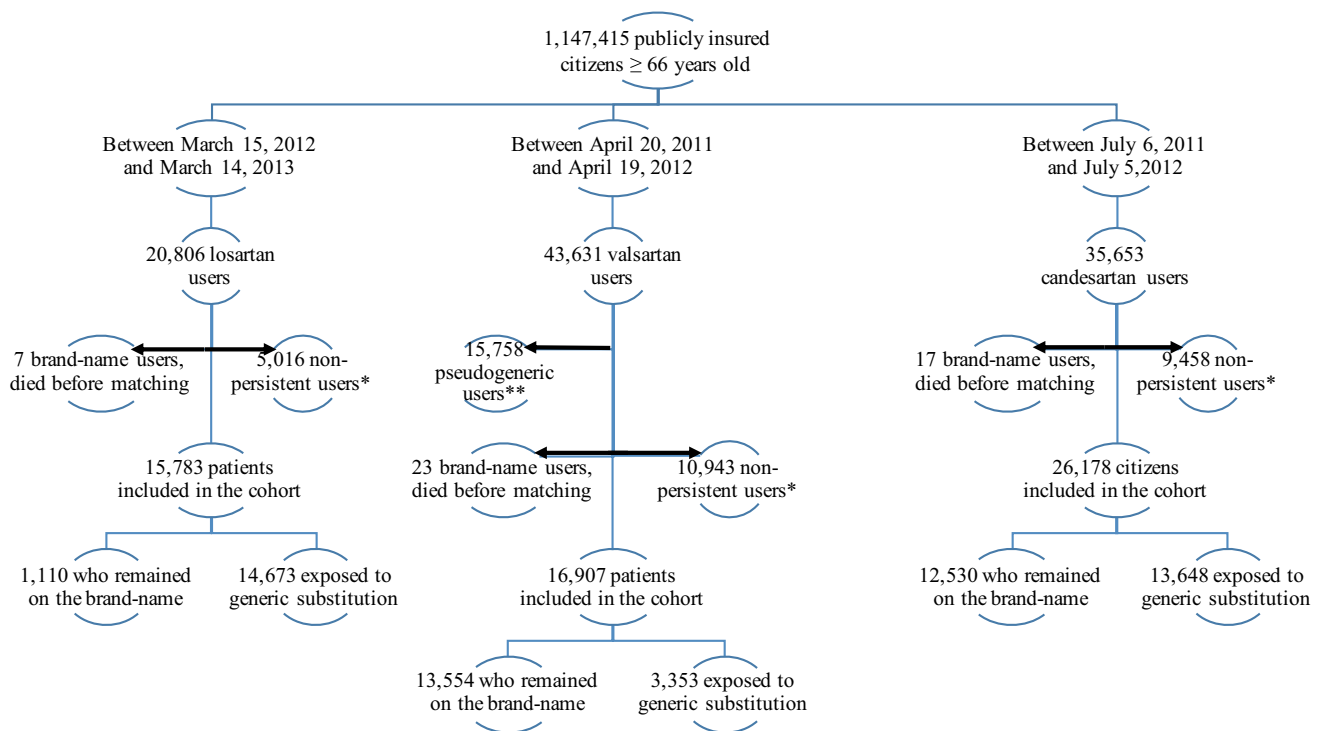 1,147,415 publicly insured
citizens ≥ 66 years old
Between March 15, 2012
and March 14, 2013
Between April 20, 2011
and April 19, 2012
Between July 6, 2011
and July 5,2012
20,806 losartan
users
43,631 valsartan
users
35,653
candesartan users
7 brand-name users,
died before matching
5,016 non-
persistent users*
15,758
pseudogeneric
users**
17 brand-name users,
died before matching
9,458 non-
persistent users*
15,783 patients
included in the cohort
23 brand-name users,
died before matching
10,943 non-
persistent users*
26,178 citizens
included in the cohort
1,110 who remained
on the brand-name
14,673 exposed to
generic substitution
16,907 patients
included in the cohort
12,530 who remained
on the brand-name
13,648 exposed to
generic substitution
13,554 who remained
on the brand-name
3,353 exposed to
generic substitution